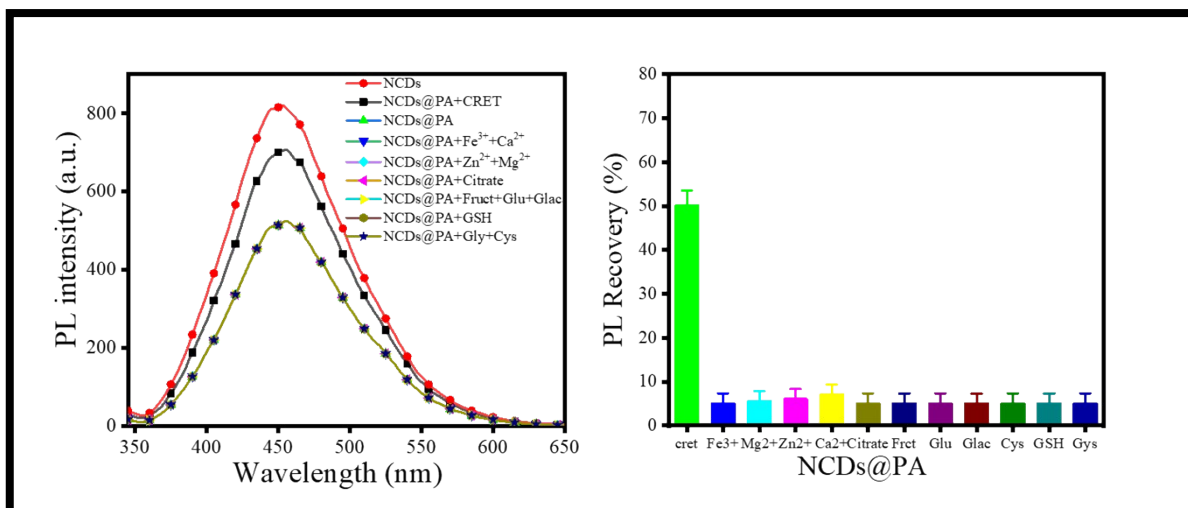 PL intensity (a.u.)
800
600
400
200
0
350 400 450 500 550 600 650
Wavelength (nm)
NCDs
NCDs@PA+CRET
NCDs@PA
NCDs@PA+Fe³⁺+Ca²⁺
NCDs@PA+Zn²⁺+Mg²⁺
NCDs@PA+Citrate
NCDs@PA+Fruct+Glu+Glac
NCDs@PA+GSH
NCDs@PA+Gly+Cys
PL Recovery (%)
80
70
60
50
40
30
20
10
0
cret Fe3+ Mg2+ Zn2+ Ca2+ Citrate Frct Glu Glac Cys GSH Gys
NCDs@PA